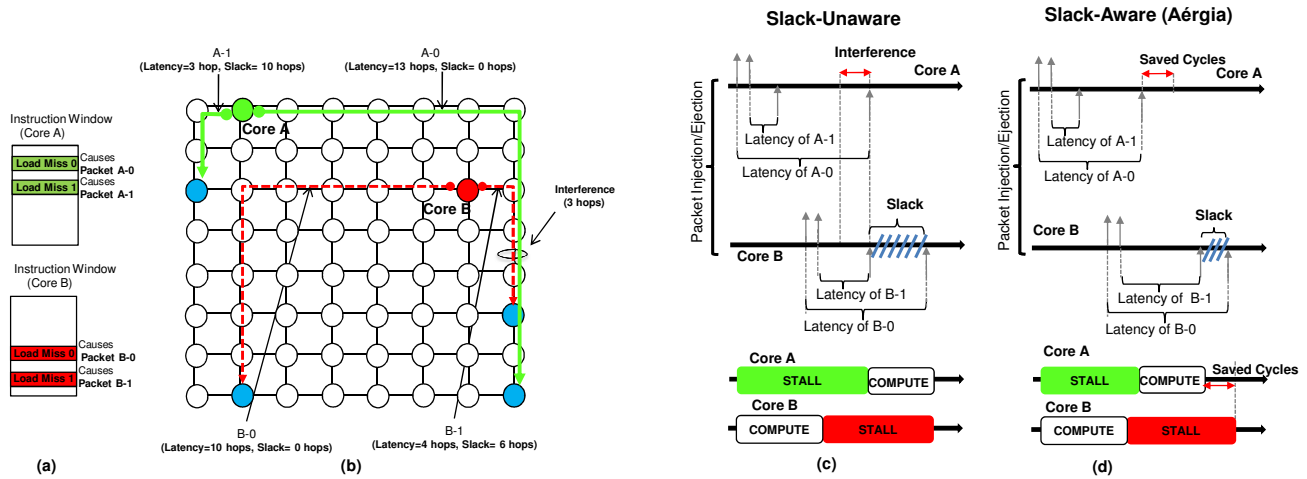 A-1
(Latency=3 hop, Slack= 10 hops)
A-0
(Latency=13 hops, Slack= 0 hops)
Instruction Window
(Core A)
Load Miss 0
Causes
Packet A-0
Load Miss 1
Causes
Packet A-1
Core A
Core B
Interference
(3 hops)
Instruction Window
(Core B)
Load Miss 0
Causes
Packet B-0
Load Miss 1
Causes
Packet B-1
B-0
(Latency=10 hops, Slack= 0 hops)
B-1
(Latency=4 hops, Slack= 6 hops)
(a)
(b)
Slack-Unaware
Packet Injection/Ejection
Interference
Core A
Latency of A-1
Latency of A-0
Slack
Core B
Latency of B-1
Latency of B-0
Core A
STALL
COMPUTE
Core B
COMPUTE
STALL
(c)
Slack-Aware (Aérgia)
Packet Injection/Ejection
Saved Cycles
Core A
Latency of A-1
Latency of A-0
Slack
Core B
Latency of B-1
Latency of B-0
Core A
STALL
COMPUTE
Saved Cycles
Core B
COMPUTE
STALL
(d)